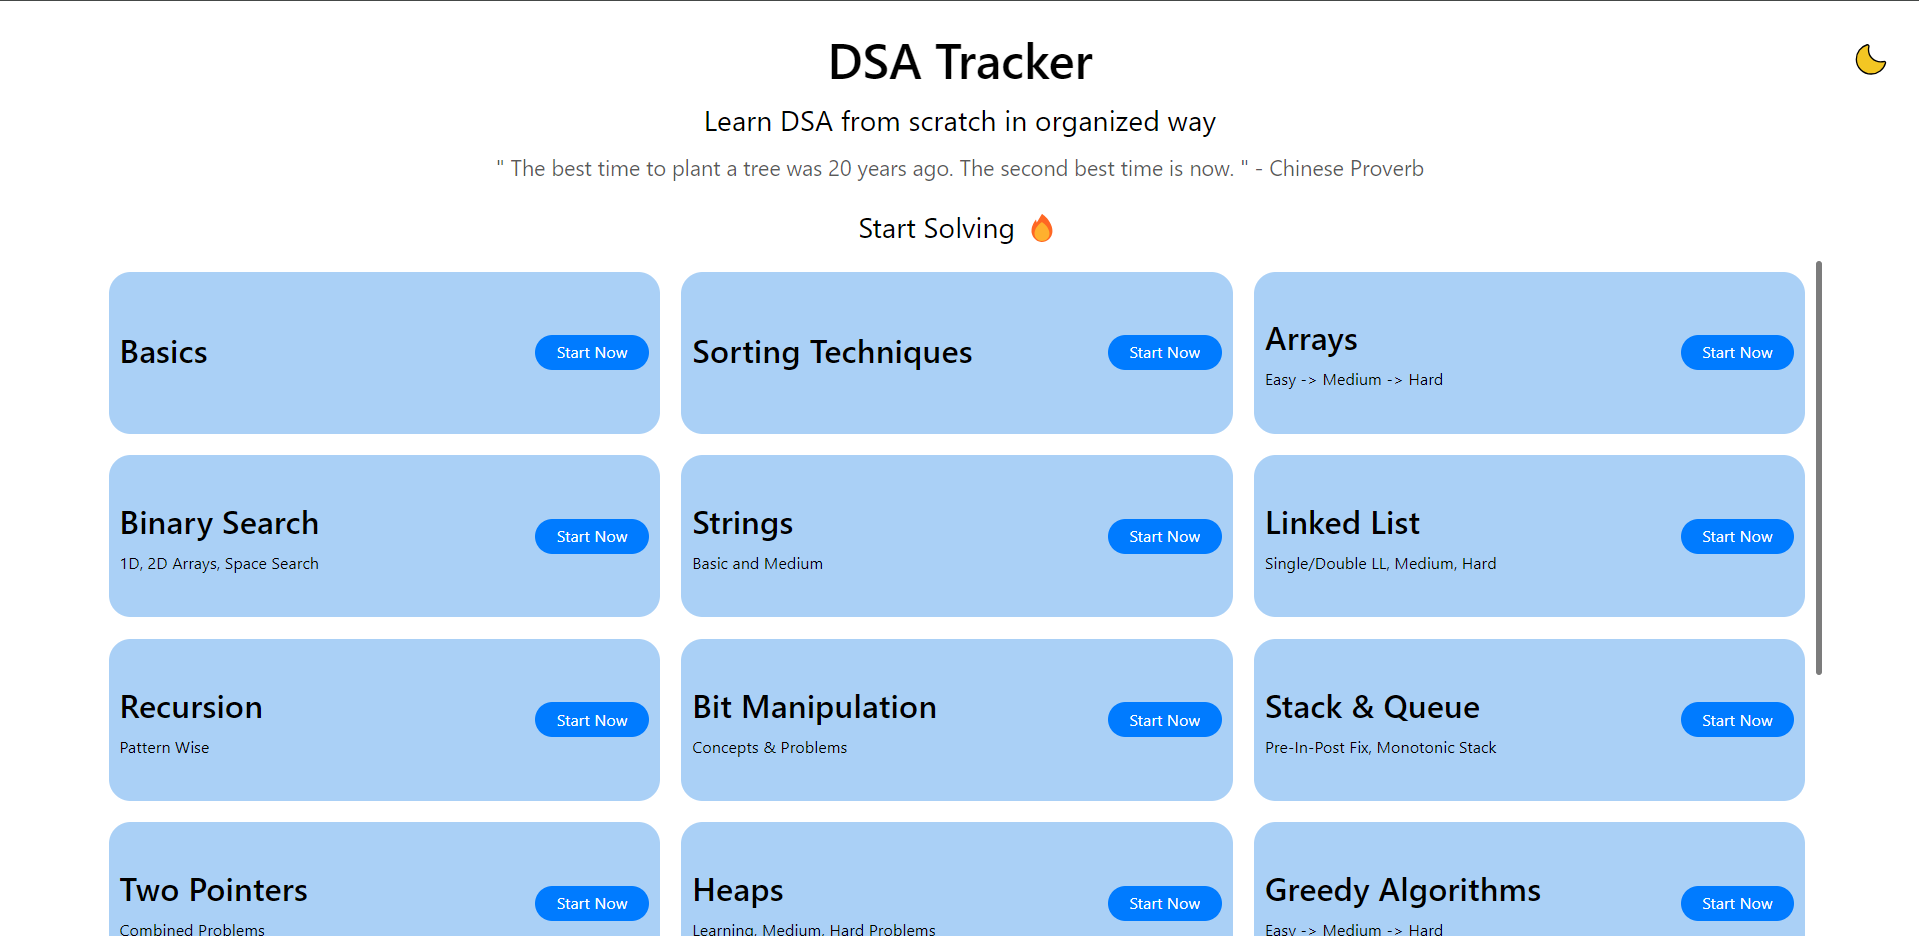 DSA Tracker
Learn DSA from scratch in organized way
" The best time to plant a tree was 20 years ago. The second best time is now. " - Chinese Proverb
Start Solving
Basics
Start Now
Sorting Techniques
Start Now
Arrays
Easy -> Medium -> Hard
Start Now
Binary Search
1D, 2D Arrays, Space Search
Start Now
Strings
Basic and Medium
Start Now
Linked List
Single/Double LL, Medium, Hard
Start Now
Recursion
Pattern Wise
Start Now
Bit Manipulation
Concepts & Problems
Start Now
Stack & Queue
Pre-In-Post Fix, Monotonic Stack
Start Now
Two Pointers
Combined Problems
Start Now
Heaps
Learning, Medium, Hard Problems
Start Now
Greedy Algorithms
Easy -> Medium -> Hard
Start Now